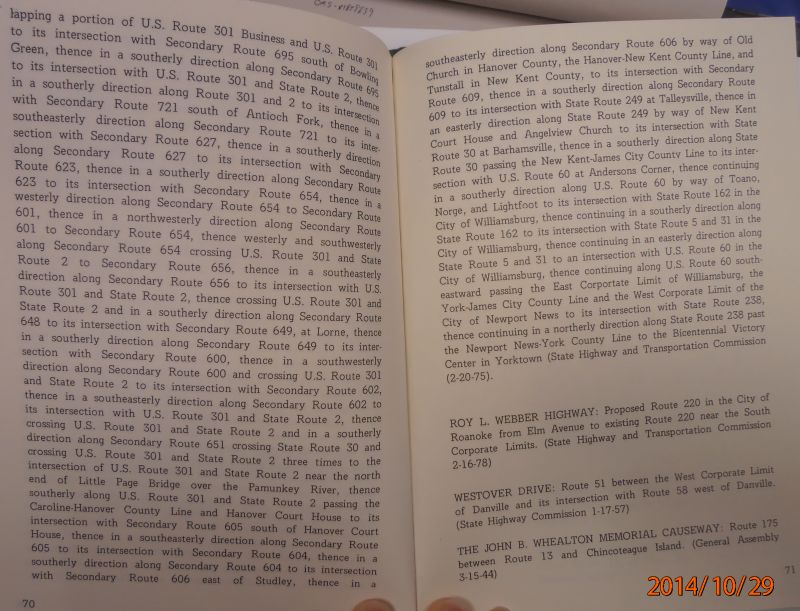 lapping a portion of U.S. Route 301 Business and U.S. Route 301
to its intersection with Secondary Route 695 south of Bowling
Green, thence in a southerly direction along Secondary Route 695
to its intersection with U.S. Route 301 and State Route 2, thence
in a southerly direction along Route 301 and 2 to its intersection
with Secondary Route 721 south of Antioch Fork, thence in a
southeasterly direction along Secondary Route 721 to its inter-
section with Secondary Route 627, thence in a southerly direction
along Secondary Route 627 to its intersection with Secondary
Route 623, thence in a southerly direction along Secondary Route
623 to its intersection with Secondary Route 654, thence in a
westerly direction along Secondary Route 654 to Secondary Route
601, thence in a northwesterly direction along Secondary Route
601 to Secondary Route 654, thence westerly and southwesterly
along Secondary Route 654 crossing U.S. Route 301 and State
Route 2 to Secondary Route 656, thence in a southeasterly
direction along Secondary Route 656 to its intersection with U.S.
Route 301 and State Route 2, thence crossing U.S. Route 301 and
State Route 2 and in a southerly direction along Secondary Route
648 to its intersection with Secondary Route 649, at Lorne, thence
in a southerly direction along Secondary Route 649 to its inter-
section with Secondary Route 600, thence in a southwesterly
direction along Secondary Route 600 and crossing U.S. Route 301
and State Route 2 to its intersection with Secondary Route 602,
thence in a southeasterly direction along Secondary Route 602 to
its intersection with U.S. Route 301 and State Route 2, thence
crossing U.S. Route 301 and State Route 2 and in a southerly
direction along Secondary Route 651 crossing State Route 30 and
crossing U.S. Route 301 and State Route 2 three times to the
intersection of U.S. Route 301 and State Route 2 near the north
end of Little Page Bridge over the Pamunkey River, thence
southerly along U.S. Route 301 and State Route 2 passing the
Caroline-Hanover County Line and Hanover Court House to its
intersection with Secondary Route 605 south of Hanover Court
House, thence in a southeasterly direction along Secondary Route
605 to its intersection with Secondary Route 604, thence in a
southerly direction along Secondary Route 604 to its intersection
with Secondary Route 606 east of Studley, thence in a
70
southeasterly direction along Secondary Route 606 by way of Old
Church in Hanover County, the Hanover-New Kent County Line, and
Tunstall in New Kent County, to its intersection with Secondary
Route 609, thence in a southerly direction along Secondary Route
609 to its intersection with State Route 249 at Talleysville, thence in
an easterly direction along State Route 249 by way of New Kent
Court House and Angelview Church to its intersection with State
Route 30 at Barhamsville, thence in a southerly direction along State
Route 30 passing the New Kent-James City County Line to its inter-
section with U.S. Route 60 at Andersons Corner, thence continuing
in a southerly direction along U.S. Route 60 by way of Toano,
Norge, and Lightfoot to its intersection with State Route 162 in the
City of Williamsburg, thence continuing in a southerly direction along
State Route 162 to its intersection with State Route 5 and 31 in the
City of Williamsburg, thence continuing in an easterly direction along
State Route 5 and 31 to an intersection with U.S. Route 60 in the
City of Williamsburg, thence continuing along U.S. Route 60 south-
eastward passing the East Corportate Limit of Williamsburg, the
York-James City County Line and the West Corporate Limit of the
City of Newport News to its intersection with State Route 238,
thence continuing in a northerly direction along State Route 238 past
the Newport News-York County Line to the Bicentennial Victory
Center in Yorktown (State Highway and Transportation Commission
(2-20-75).
ROY L. WEBBER HIGHWAY: Proposed Route 220 in the City of
Roanoke from Elm Avenue to existing Route 220 near the South
Corporate Limits. (State Highway and Transportation Commission
2-16-78)
WESTOVER DRIVE: Route 51 between the West Corporate Limit
of Danville and its intersection with Route 58 west of Danville.
(State Highway Commission 1-17-57)
THE JOHN B. WHEALTON MEMORIAL CAUSEWAY: Route 175
between Route 13 and Chincoteague Island. (General Assembly
3-15-44)
71
2014/10/29